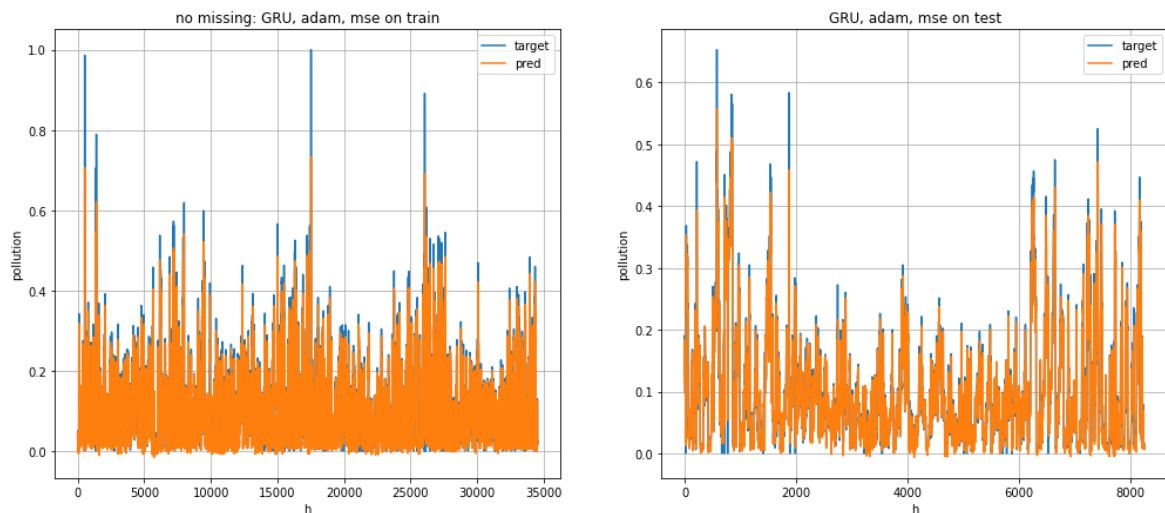 no missing: GRU, adam, mse on train
target
pred
pollution
1.0
0.8
0.6
0.4
0.2
0.0
0
5000
10000
15000
20000
25000
30000
35000
h
GRU, adam, mse on test
target
pred
pollution
0.6
0.5
0.4
0.3
0.2
0.1
0.0
0
2000
4000
6000
8000
h